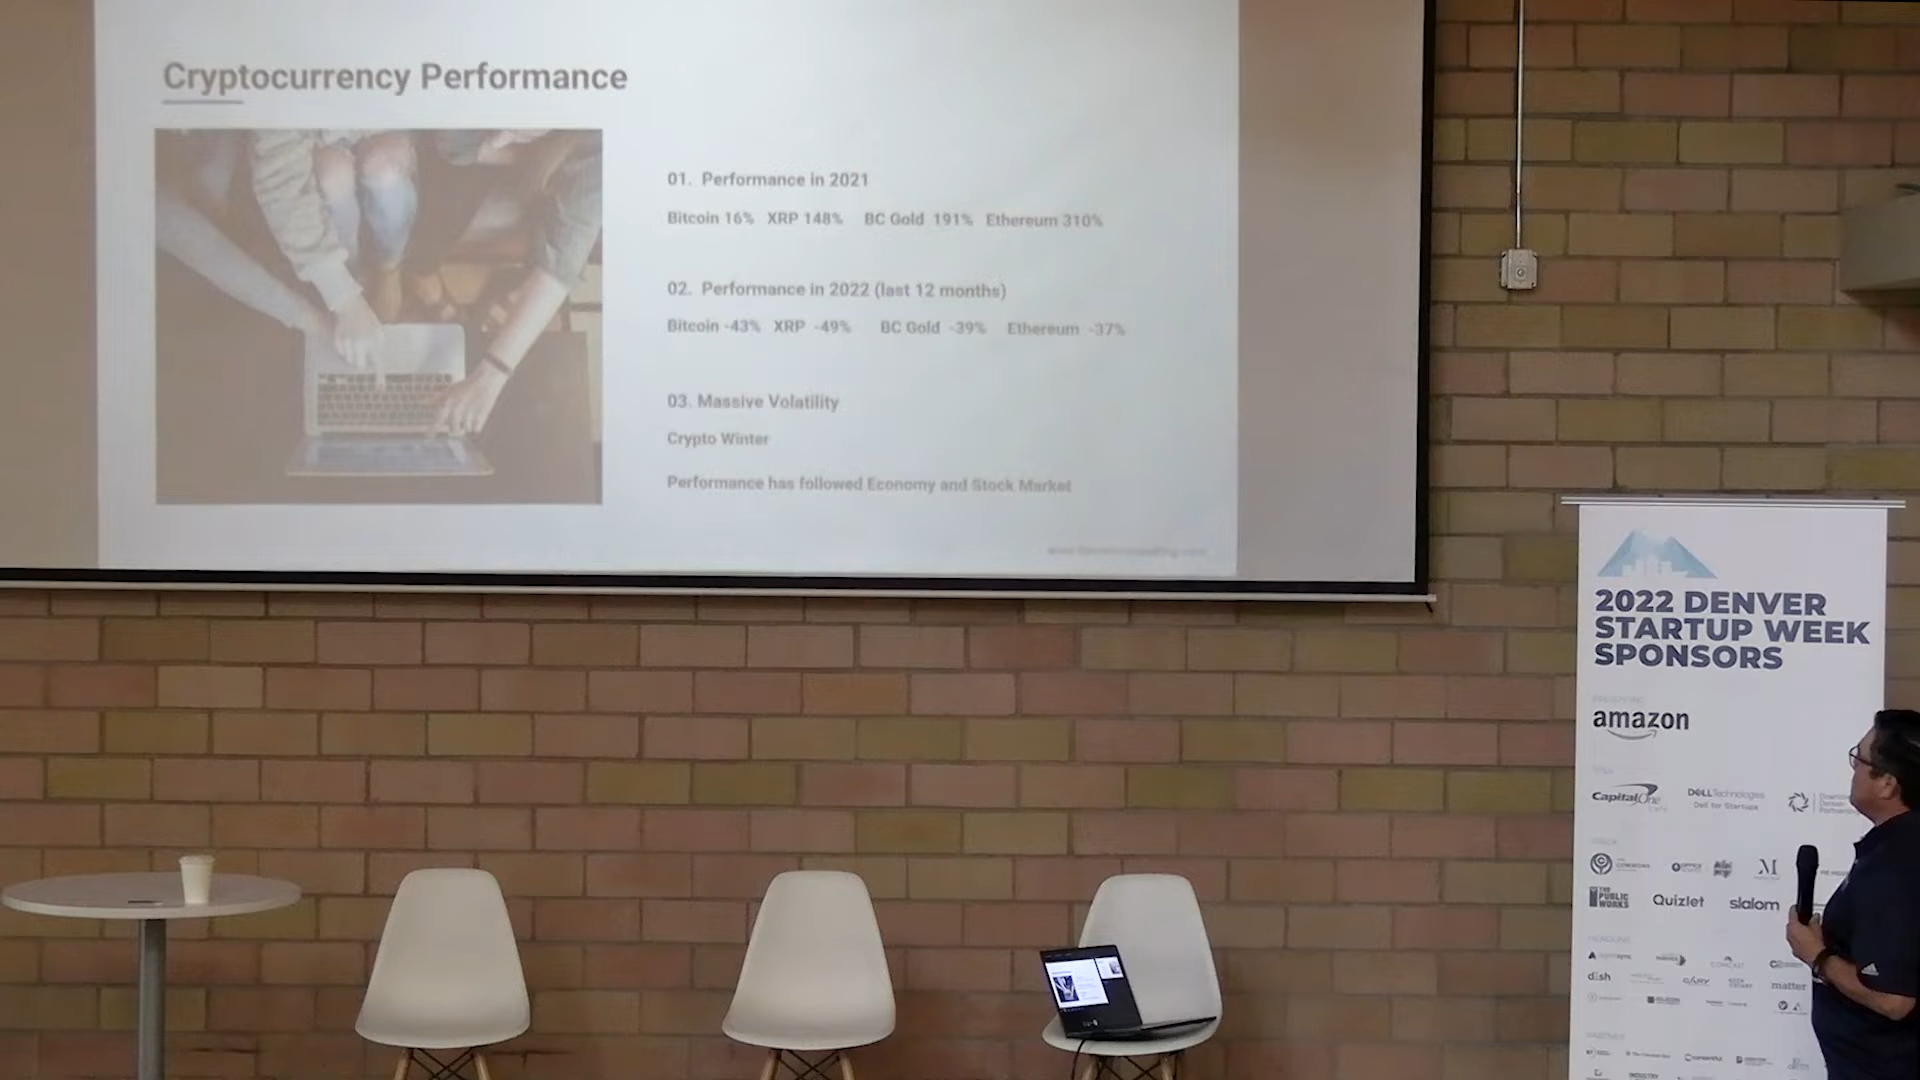 Cryptocurrency Performance
01. Performance in 2021
Bitcoin 16% XRP 148% BC Gold 191% Ethereum 310%
02. Performance in 2022 (last 12 months)
Bitcoin -43% XRP -49% BC Gold -39% Ethereum -37%
03. Massive Volatility
Crypto Winter
Performance has followed Economy and Stock Market
2022 DENVER
STARTUP WEEK
SPONSORS
amazon
Capital One
DELL Technologies
Dell for Startups
M
THE PUBLIC WORKS
Quizlet
slalom
COMCAST
dish
GARY
matter
INDUSTRY